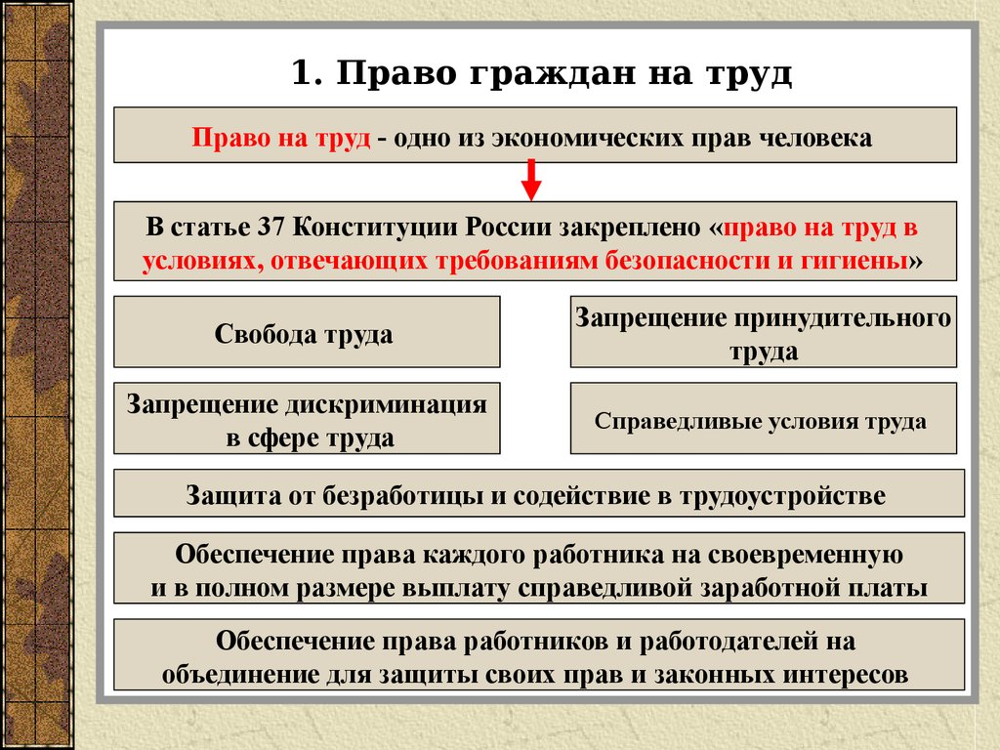 1. Право граждан на труд
Право на труд - одно из экономических прав человека
В статье 37 Конституции России закреплено «право на труд в
условиях, отвечающих требованиям безопасности и гигиены»
Свобода труда
Запрещение принудительного
труда
Запрещение дискриминация
в сфере труда
Справедливые условия труда
Защита от безработицы и содействие в трудоустройстве
Обеспечение права каждого работника на своевременную
и в полном размере выплату справедливой заработной платы
Обеспечение права работников и работодателей на
объединение для защиты своих прав и законных интересов